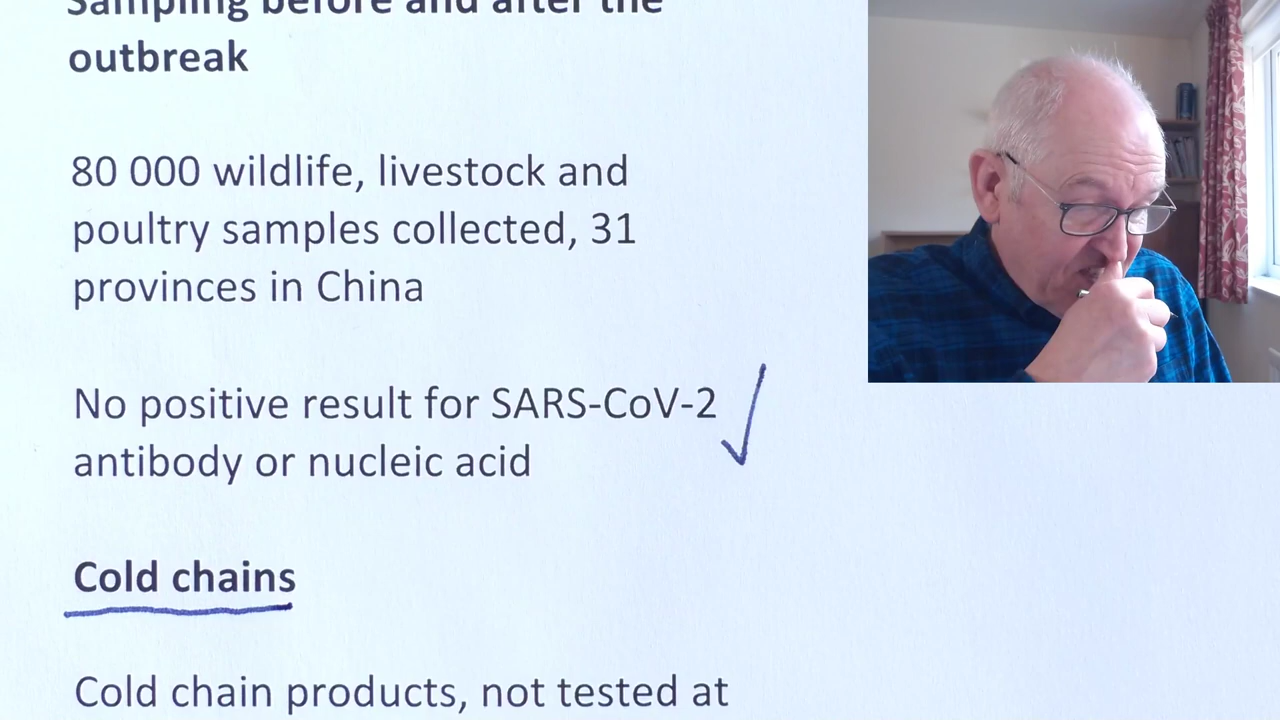 Sampling before and after the
outbreak
80 000 wildlife, livestock and
poultry samples collected, 31
provinces in China
No positive result for SARS-CoV-2
antibody or nucleic acid
Cold chains
Cold chain products, not tested at